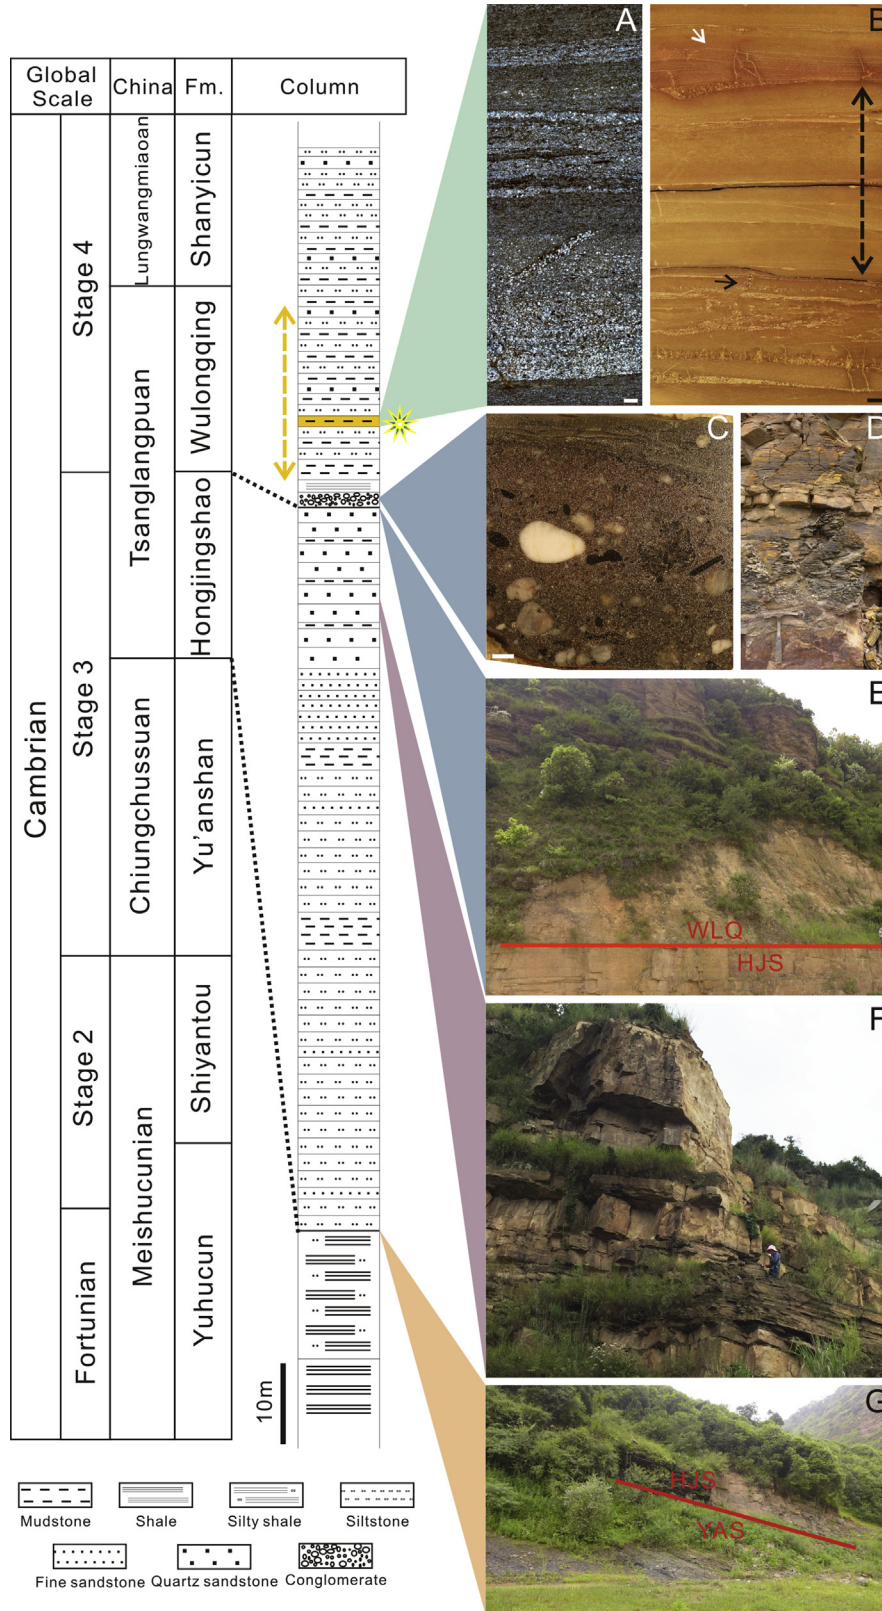 Global Scale
China
Fm.
Column
Cambrian
Stage 4
Stage 3
Stage 2
Fortunian
Lungwangmiaoan
Tsanglangpuan
Chiungchussuan
Meishucunian
Shanyicun
Wulongqing
Hongjingshao
Yu'anshan
Shiyantou
Yuhucun
10m
A
B
C
D
E
WLQ
HJS
F
G
HJS
YAS
Mudstone
Shale
Silty shale
Siltstone
Fine sandstone
Quartz sandstone
Conglomerate